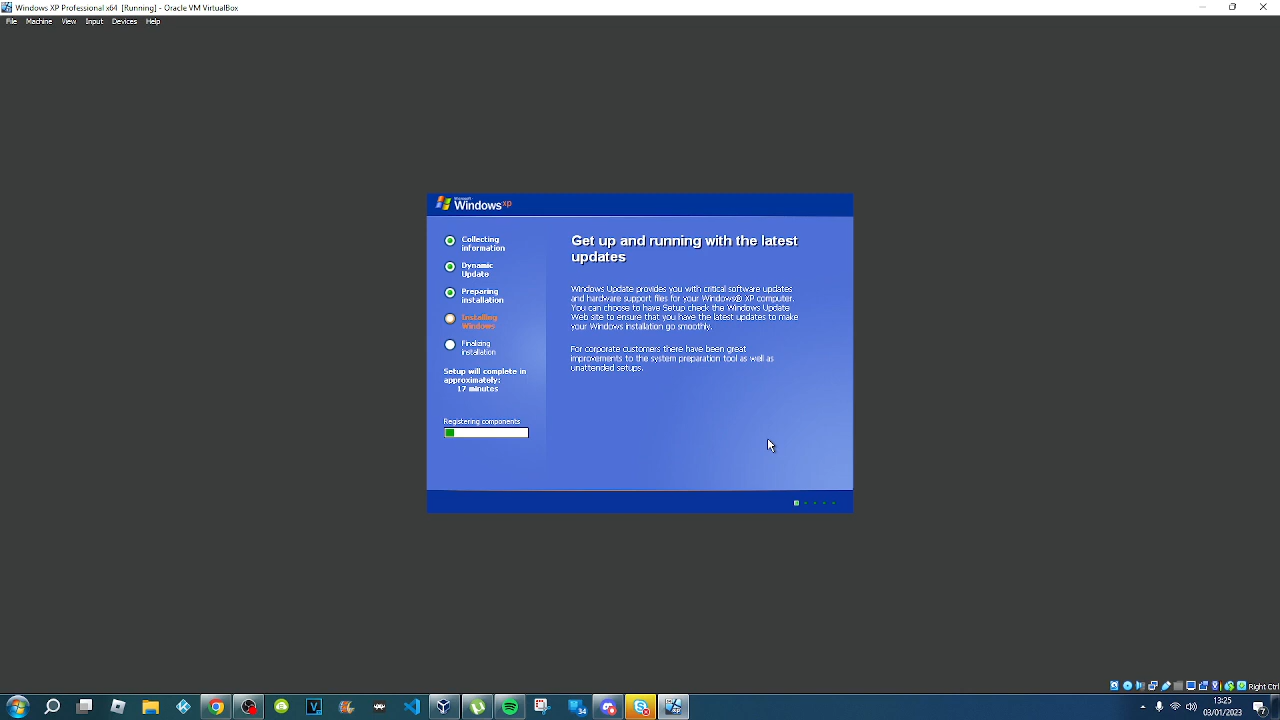 Windows XP Professional x64 [Running] - Oracle VM VirtualBox
File Machine View Input Devices Help
Microsoft
Windows xp
Collecting
information
Dynamic
Update
Preparing
installation
Installing
Windows
Finalizing
installation
Setup will complete in
approximately:
17 minutes
Registering components
Get up and running with the latest
updates
Windows Update provides you with critical software updates
and hardware support files for your Windows® XP computer.
You can choose to have Setup check the Windows Update
Web site to ensure that you have the latest updates to make
your Windows installation go smoothly.
For corporate customers there have been great
improvements to the system preparation tool as well as
unattended setups.
Right Ctrl
34
13:25
03/01/2023